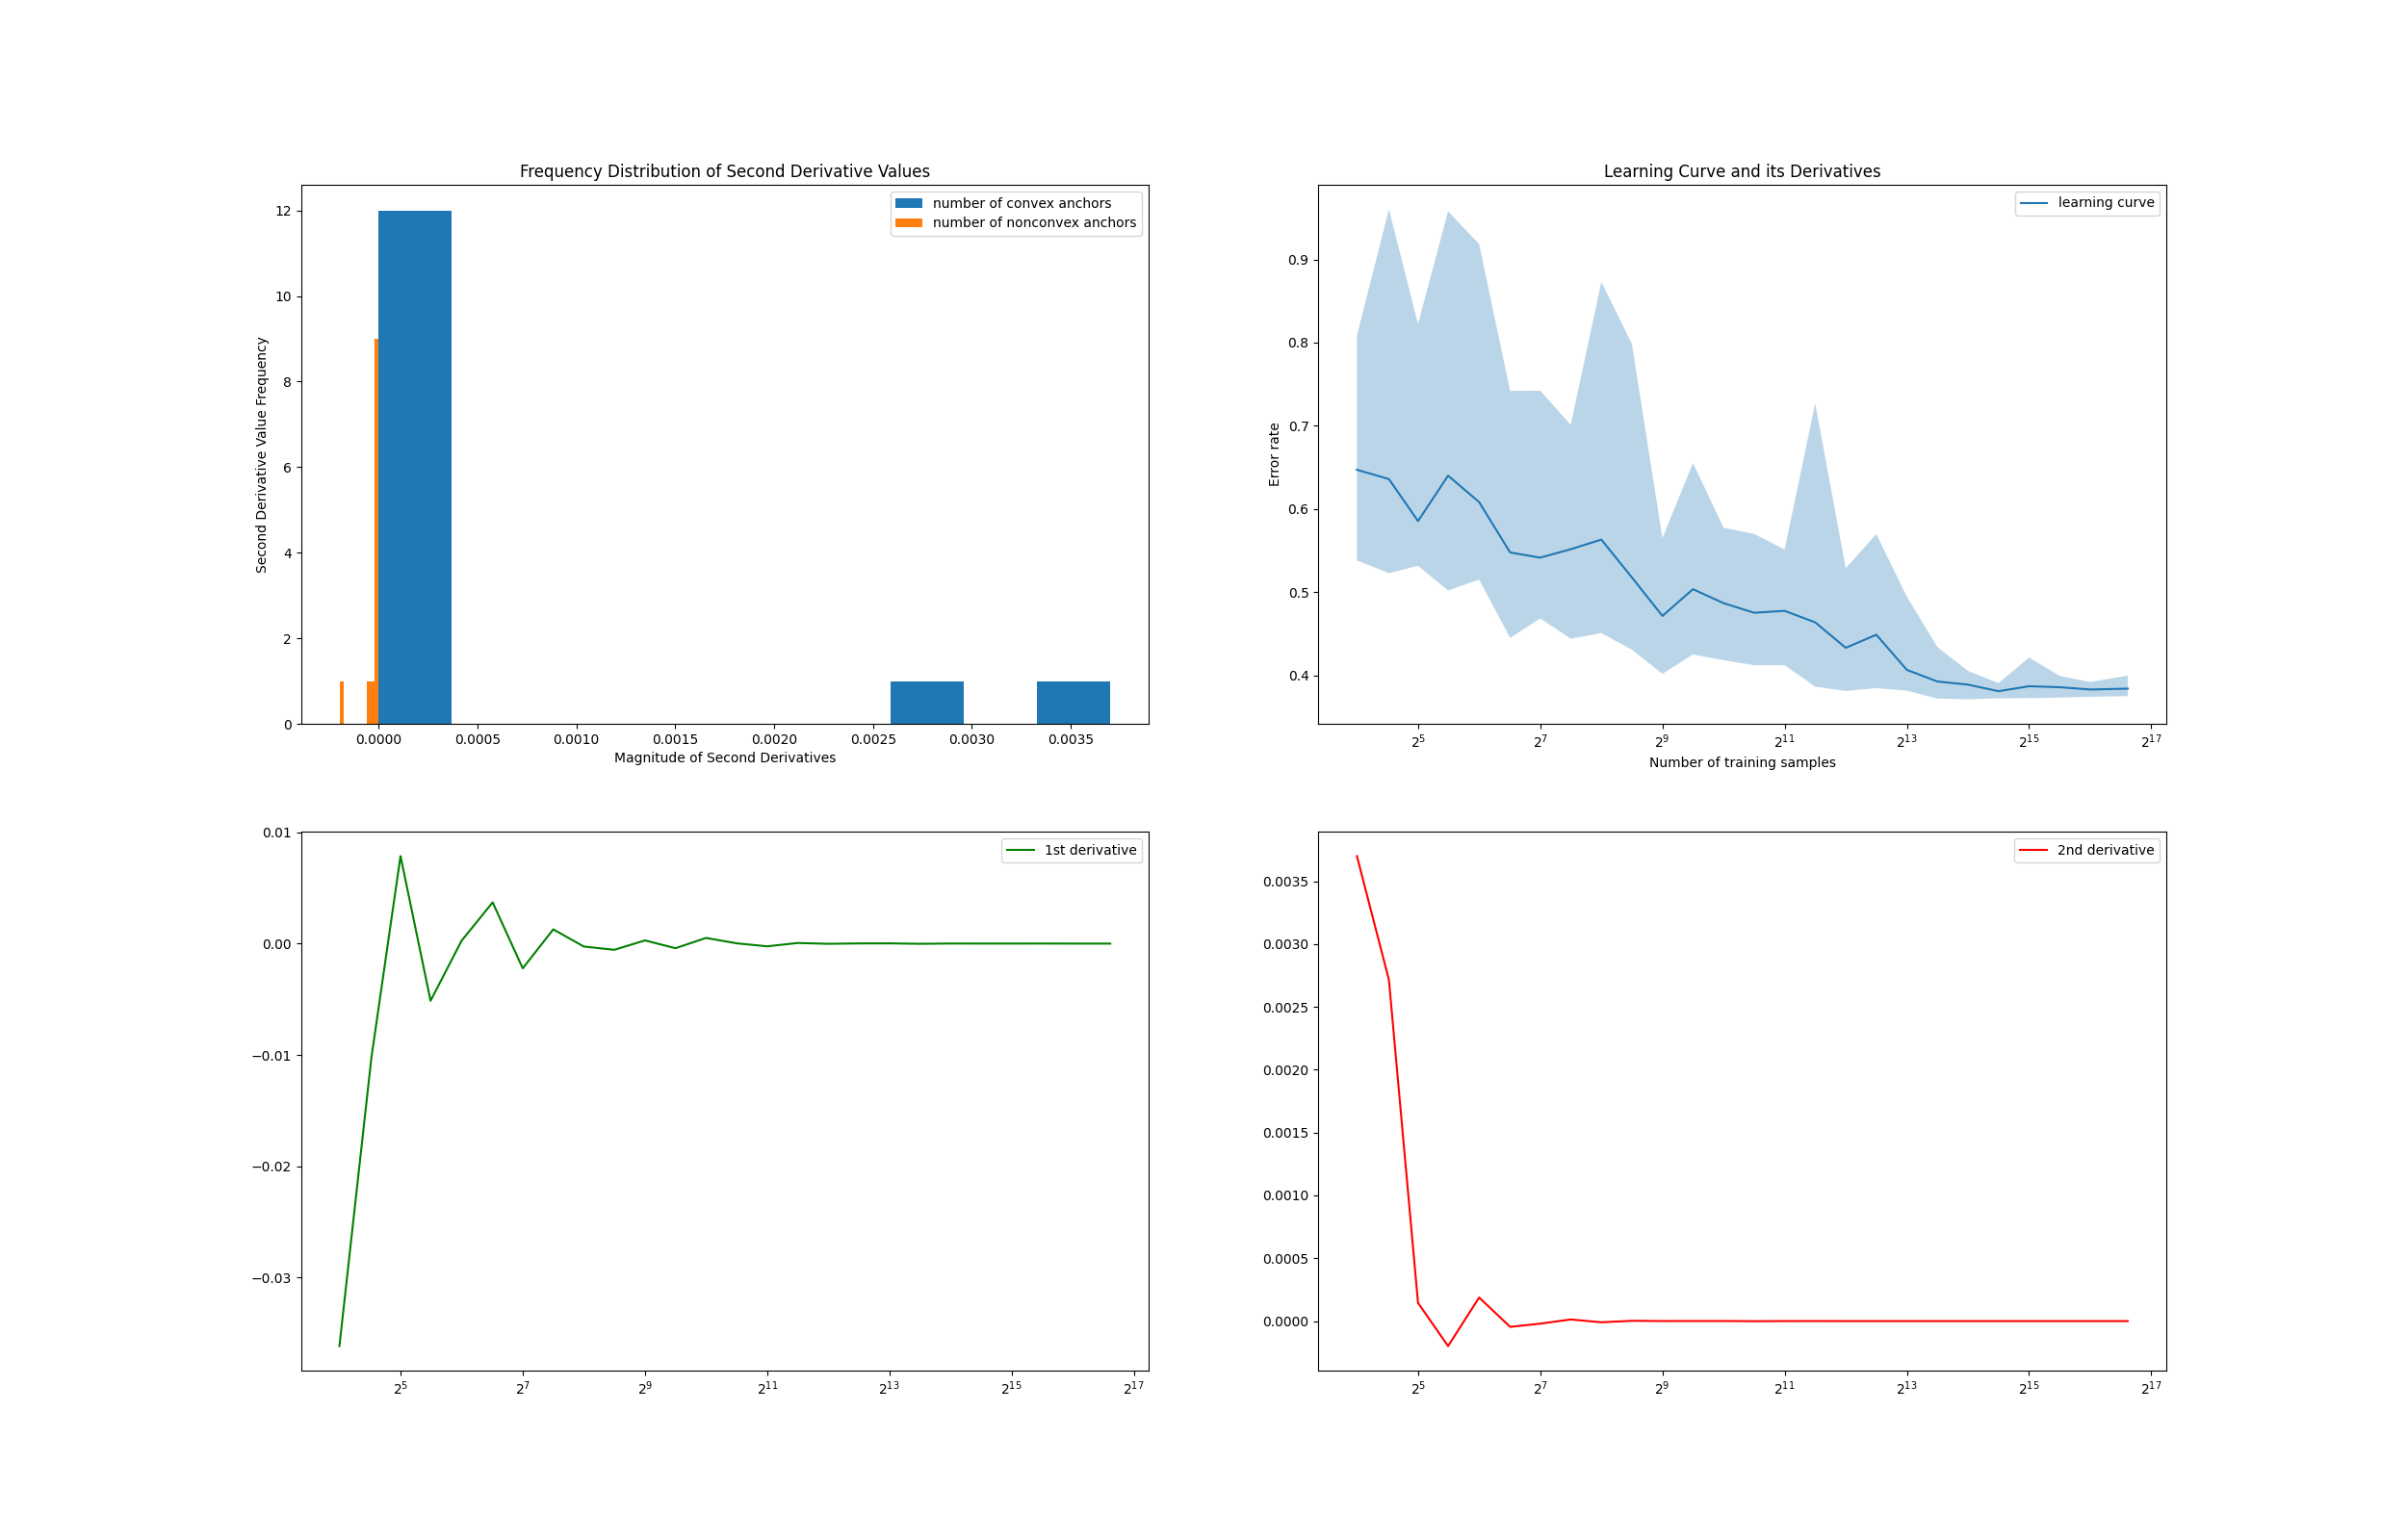 Frequency Distribution of Second Derivative Values
number of convex anchors
number of nonconvex anchors
Second Derivative Value Frequency
12
10
8
6
4
2
0
0.0000 0.0005 0.0010 0.0015 0.0020 0.0025 0.0030 0.0035
Magnitude of Second Derivatives
Learning Curve and its Derivatives
learning curve
Error rate
0.9
0.8
0.7
0.6
0.5
0.4
2^5 2^7 2^9 2^11 2^13 2^15 2^17
Number of training samples
1st derivative
0.01
0.00
−0.01
−0.02
−0.03
2^5 2^7 2^9 2^11 2^13 2^15 2^17
2nd derivative
0.0035
0.0030
0.0025
0.0020
0.0015
0.0010
0.0005
0.0000
2^5 2^7 2^9 2^11 2^13 2^15 2^17